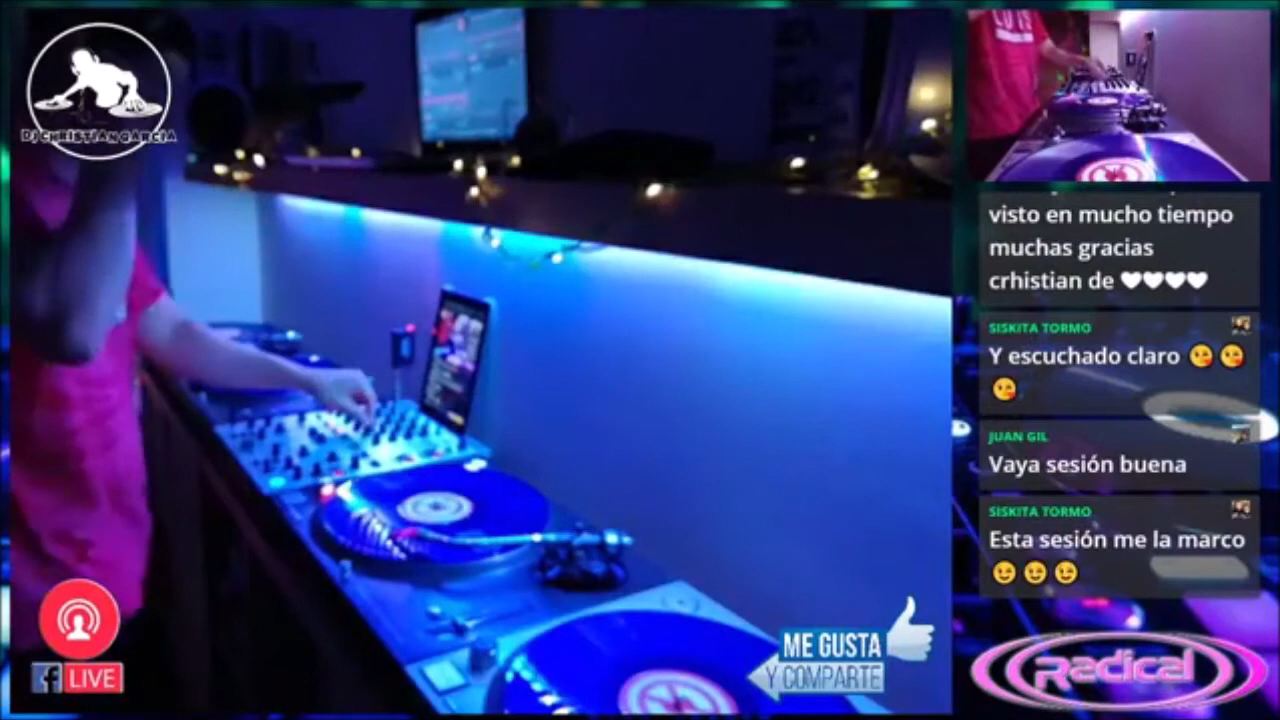 DJ CHRISTIAN GARCIA
visto en mucho tiempo
muchas gracias
crhistian de 🤍🤍🤍🤍
SISKITA TORMO
Y escuchado claro 😘 😘
😘
JUAN GIL
Vaya sesión buena
SISKITA TORMO
Esta sesión me la marco
😉 😉 😉
f LIVE
ME GUSTA
Y COMPARTE
Radical